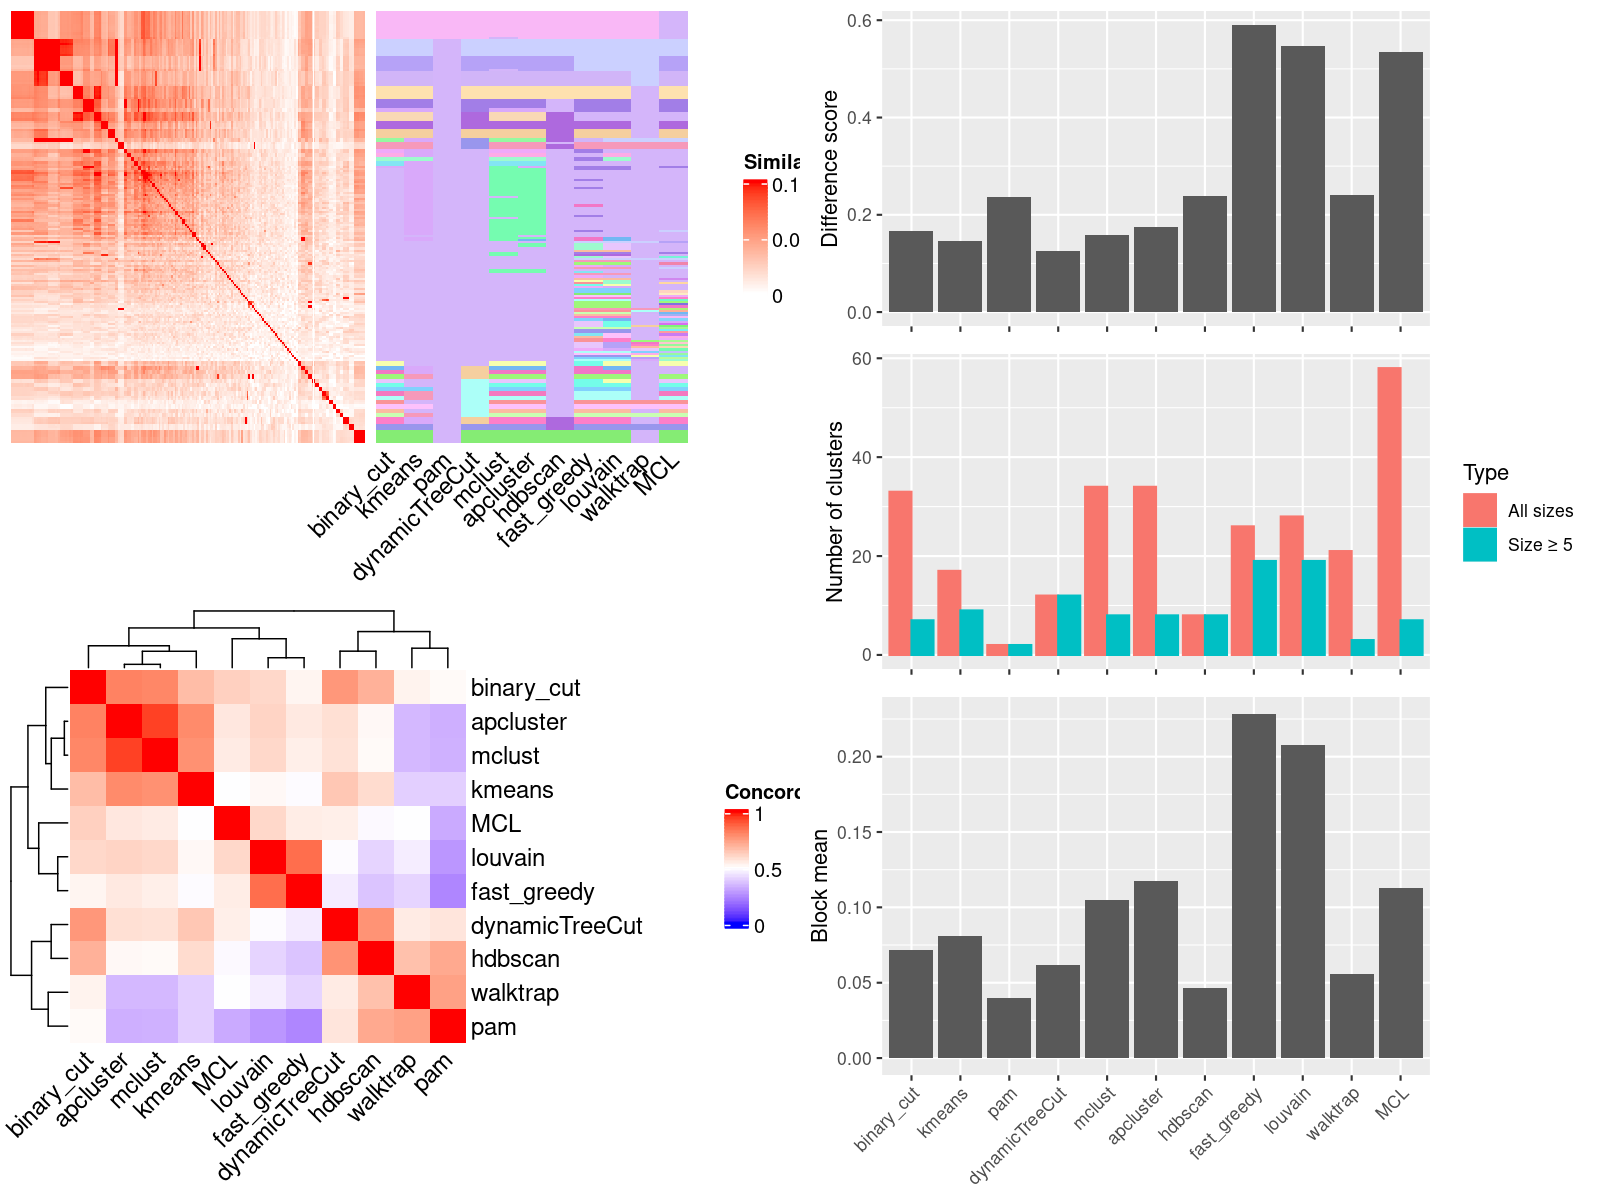 Simila
0.1
0.0
0
binary_cut
kmeans
pam
dynamicTreeCut
mclust
apcluster
hdbscan
fast_greedy
louvain
walktrap
MCL
binary_cut
apcluster
mclust
kmeans
MCL
louvain
fast_greedy
dynamicTreeCut
hdbscan
walktrap
pam
binary_cut
apcluster
mclust
kmeans
MCL
louvain
fast_greedy
dynamicTreeCut
hdbscan
walktrap
pam
Concord
1
0.5
0
Difference score
0.6
0.4
0.2
0.0
Number of clusters
60
40
20
0
Type
All sizes
Size ≥ 5
Block mean
0.20
0.15
0.10
0.05
0.00
binary_cut
kmeans
pam
dynamicTreeCut
mclust
apcluster
hdbscan
fast_greedy
louvain
walktrap
MCL